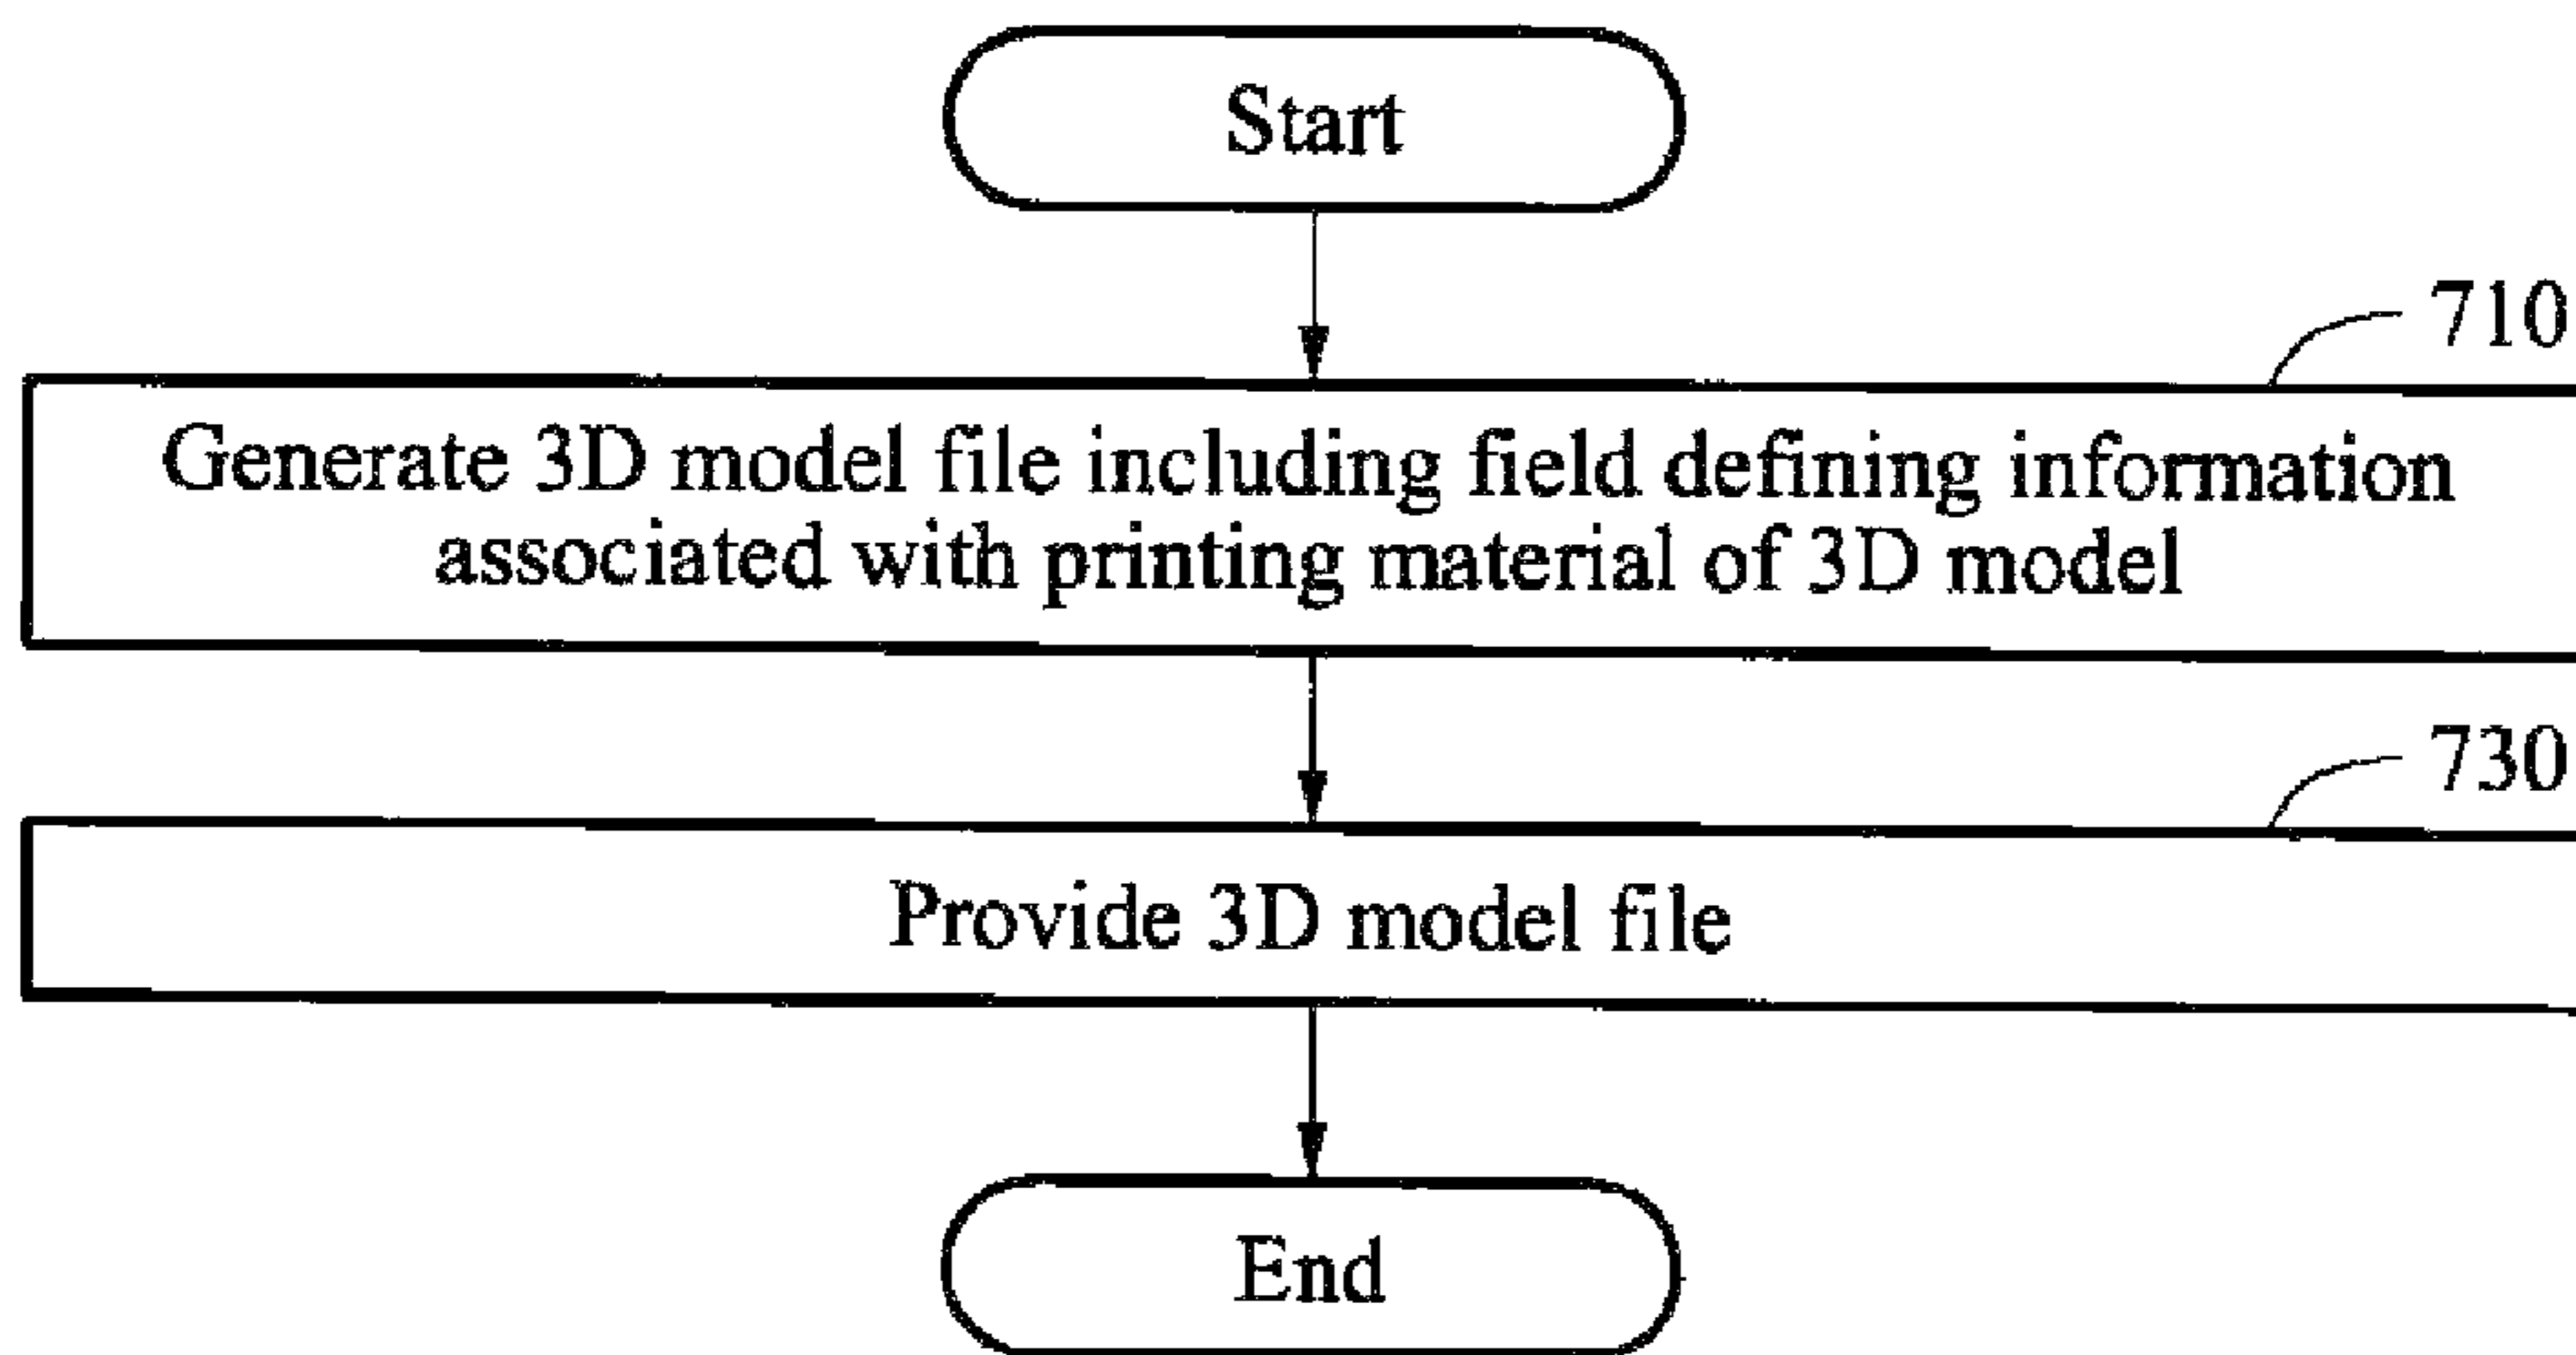 Start
710
Generate 3D model file including field defining information
associated with printing material of 3D model
730
Provide 3D model file
End